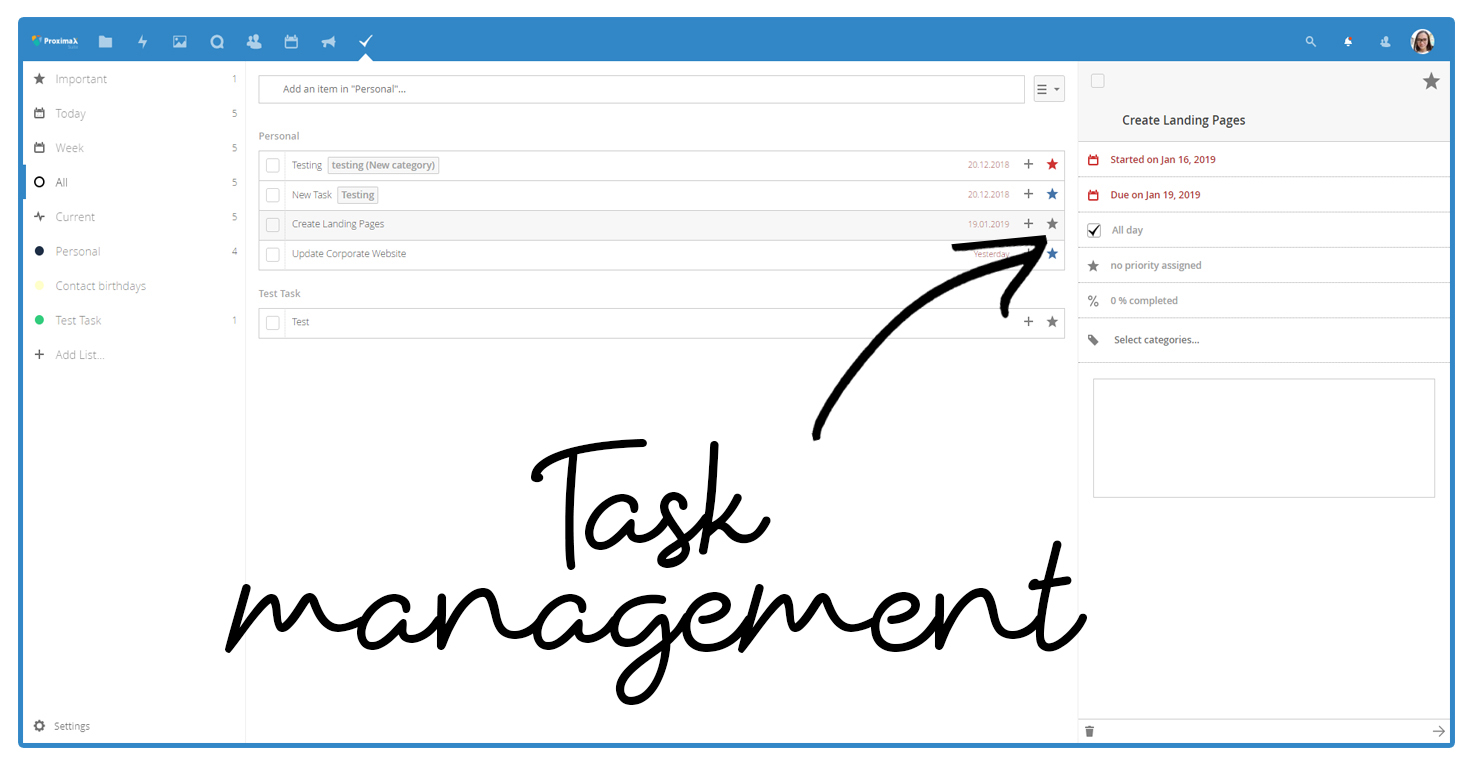 ProximaX
Important 1
Today 5
Week 5
All 5
Current 5
Personal 4
Contact birthdays
Test Task 1
Add List...
Settings
Add an item in "Personal"...
Personal
Testing testing (New category) 20.12.2018
New Task Testing 20.12.2018
Create Landing Pages 19.01.2019
Update Corporate Website Yesterday
Test Task
Test
Create Landing Pages
Started on Jan 16, 2019
Due on Jan 19, 2019
All day
no priority assigned
0 % completed
Select categories...
Task
management